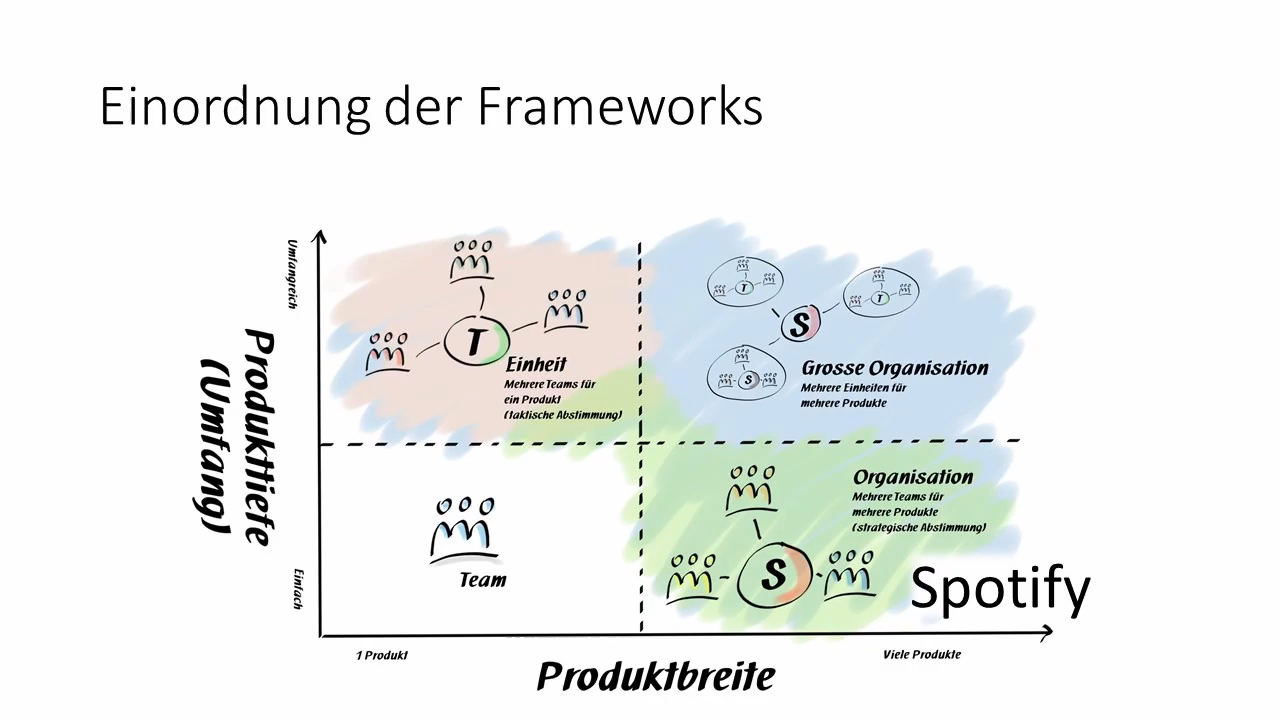 Einordnung der Frameworks
Umfangreich
Produkttiefe
(Umfang)
Einfach
T
Einheit
Mehrere Teams für
ein Produkt
(taktische Abstimmung)
T
T
S
S
Grosse Organisation
Mehrere Einheiten für
mehrere Produkte
Team
Organisation
Mehrere Teams für
mehrere Produkte
(strategische Abstimmung)
S
Spotify
1 Produkt
Viele Produkte
Produktbreite